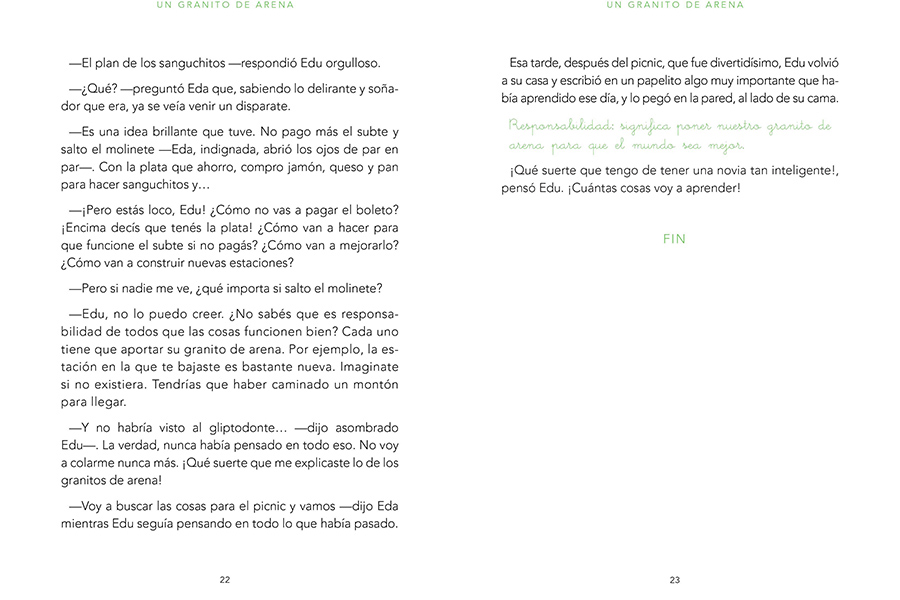 UN GRANITO DE ARENA
—El plan de los sanguchitos —respondió Edu orgulloso.
—¿Qué? —preguntó Eda que, sabiendo lo delirante y soña-
dor que era, ya se veía venir un disparate.
—Es una idea brillante que tuve. No pago más el subte y
salto el molinete —Eda, indignada, abrió los ojos de par en
par—. Con la plata que ahorro, compro jamón, queso y pan
para hacer sanguchitos y…
—¡Pero estás loco, Edu! ¿Cómo no vas a pagar el boleto?
¡Encima decís que tenés la plata! ¿Cómo van a hacer para
que funcione el subte si no pagás? ¿Cómo van a mejorarlo?
¿Cómo van a construir nuevas estaciones?
—Pero si nadie me ve, ¿qué importa si salto el molinete?
—Edu, no lo puedo creer. ¿No sabés que es responsa-
bilidad de todos que las cosas funcionen bien? Cada uno
tiene que aportar su granito de arena. Por ejemplo, la es-
tación en la que te bajaste es bastante nueva. Imaginate
si no existiera. Tendrías que haber caminado un montón
para llegar.
—Y no habría visto al gliptodonte… —dijo asombrado
Edu—. La verdad, nunca había pensado en todo eso. No voy
a colarme nunca más. ¡Qué suerte que me explicaste lo de los
granitos de arena!
—Voy a buscar las cosas para el picnic y vamos —dijo Eda
mientras Edu seguía pensando en todo lo que había pasado.
22
UN GRANITO DE ARENA
Esa tarde, después del picnic, que fue divertidísimo, Edu volvió
a su casa y escribió en un papelito algo muy importante que ha-
bía aprendido ese día, y lo pegó en la pared, al lado de su cama.
Responsabilidad: significa poner nuestro granito de
arena para que el mundo sea mejor.
¡Qué suerte que tengo de tener una novia tan inteligente!,
pensó Edu. ¡Cuántas cosas voy a aprender!
FIN
23